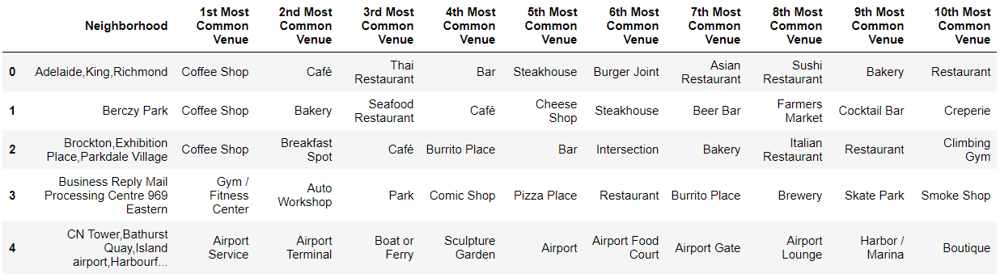 Neighborhood 1st Most Common Venue 2nd Most Common Venue 3rd Most Common Venue 4th Most Common Venue 5th Most Common Venue 6th Most Common Venue 7th Most Common Venue 8th Most Common Venue 9th Most Common Venue 10th Most Common Venue
0 Adelaide,King,Richmond Coffee Shop Café Thai Restaurant Bar Steakhouse Burger Joint Asian Restaurant Sushi Restaurant Bakery Restaurant
1 Berczy Park Coffee Shop Bakery Seafood Restaurant Café Cheese Shop Steakhouse Beer Bar Farmers Market Cocktail Bar Creperie
2 Brockton,Exhibition Place,Parkdale Village Coffee Shop Breakfast Spot Café Burrito Place Bar Intersection Bakery Italian Restaurant Restaurant Climbing Gym
3 Business Reply Mail Processing Centre 969 Eastern Gym / Fitness Center Auto Workshop Park Comic Shop Pizza Place Restaurant Burrito Place Brewery Skate Park Smoke Shop
4 CN Tower,Bathurst Quay,Island airport,Harbourf... Airport Service Airport Terminal Boat or Ferry Sculpture Garden Airport Airport Food Court Airport Gate Airport Lounge Harbor / Marina Boutique